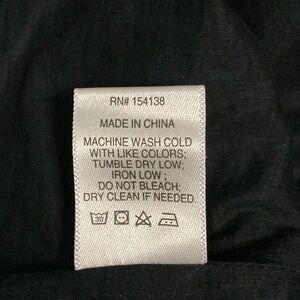 RN# 154138
MADE IN CHINA
MACHINE WASH COLD
WITH LIKE COLORS;
TUMBLE DRY LOW;
IRON LOW ;
DO NOT BLEACH;
DRY CLEAN IF NEEDED.
30